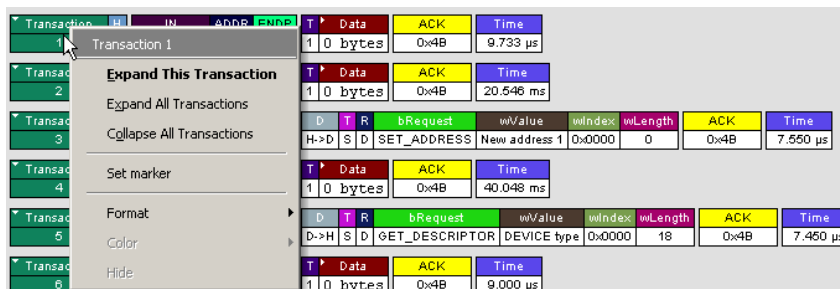 Transaction H IN ADDR ENDP T Data ACK Time
1 1 0 bytes 0x4B 9.733 µs
Transaction 1
Expand This Transaction
Expand All Transactions
Collapse All Transactions
Set marker
Format
Color
Hide
Transac T Data ACK Time
2 1 0 bytes 0x4B 20.546 ms
Transac D T R bRequest wValue wIndex wLength ACK Time
3 H->D S D SET_ADDRESS New address 1 0x0000 0 0x4B 7.550 µs
Transac T Data ACK Time
4 1 0 bytes 0x4B 40.048 ms
Transac D T R bRequest wValue wIndex wLength ACK Time
5 D->H S D GET_DESCRIPTOR DEVICE type 0x0000 18 0x4B 7.450 µs
Transac T Data ACK Time
6 1 0 bytes 0x4B 9.000 µs